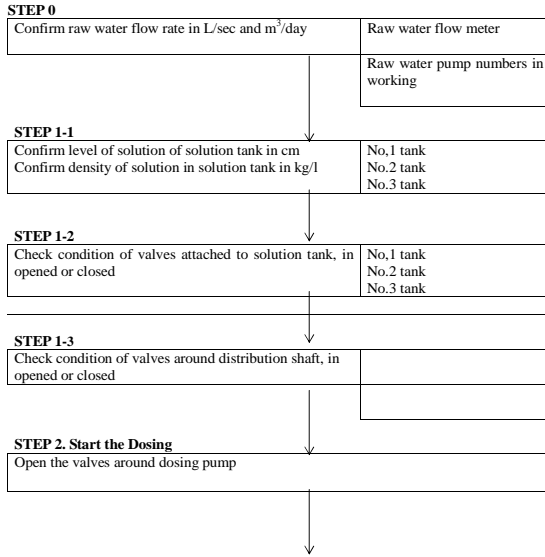 STEP 0
Confirm raw water flow rate in L/sec and m³/day
Raw water flow meter
Raw water pump numbers in
working
STEP 1-1
Confirm level of solution of solution tank in cm
Confirm density of solution in solution tank in kg/l
No,1 tank
No.2 tank
No.3 tank
STEP 1-2
Check condition of valves attached to solution tank, in
opened or closed
No,1 tank
No.2 tank
No.3 tank
STEP 1-3
Check condition of valves around distribution shaft, in
opened or closed
STEP 2. Start the Dosing
Open the valves around dosing pump